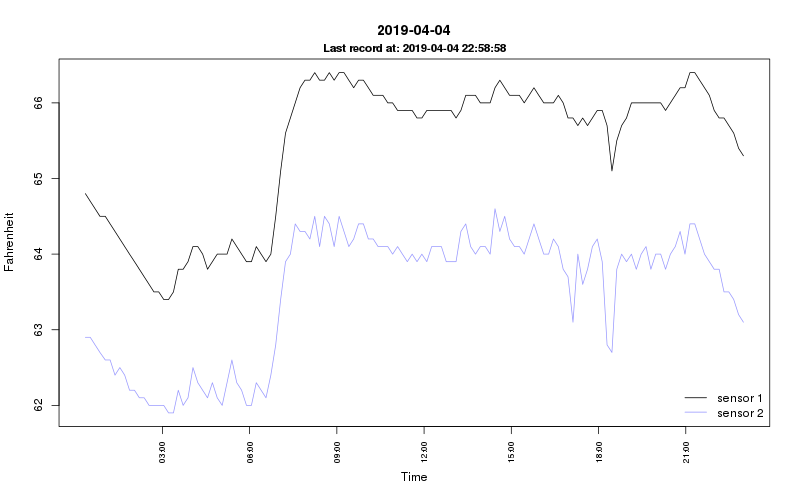 2019-04-04
Last record at: 2019-04-04 22:58:58
Fahrenheit
66
65
64
63
62
sensor 1
sensor 2
03:00
06:00
09:00
12:00
15:00
18:00
21:00
Time